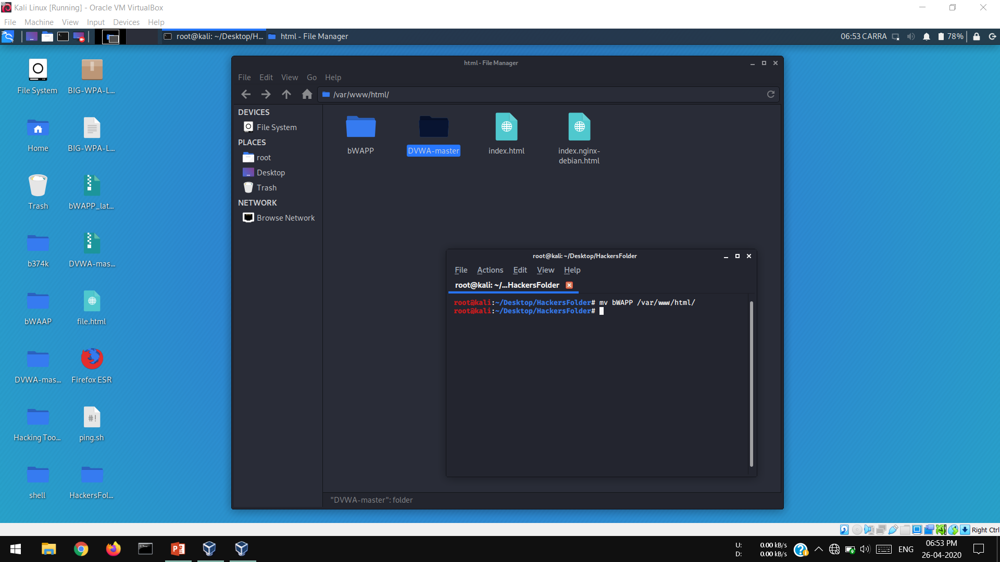 Kali Linux [Running] - Oracle VM VirtualBox
File Machine View Input Devices Help
root@kali: ~/Desktop/H... html - File Manager 06:53 CARRA 78%
File System
BIG-WPA-L...
Home
BIG-WPA-L...
Trash
bWAPP_lat...
b374k
DVWA-mas...
bWAAP
file.html
DVWA-mas...
Firefox ESR
Hacking Too...
#!
ping.sh
shell
HackersFol...
html - File Manager
File Edit View Go Help
/var/www/html/
DEVICES
File System
PLACES
root
Desktop
Trash
NETWORK
Browse Network
bWAPP
DVWA-master
index.html
index.nginx-
debian.html
root@kali: ~/Desktop/HackersFolder
File Actions Edit View Help
root@kali: ~/...HackersFolder
root@kali:~/Desktop/HackersFolder# mv bWAPP /var/www/html/
root@kali:~/Desktop/HackersFolder#
"DVWA-master": folder
Right Ctrl
U: 0.00 kB/s
D: 0.00 kB/s
ENG
06:53 PM
26-04-2020